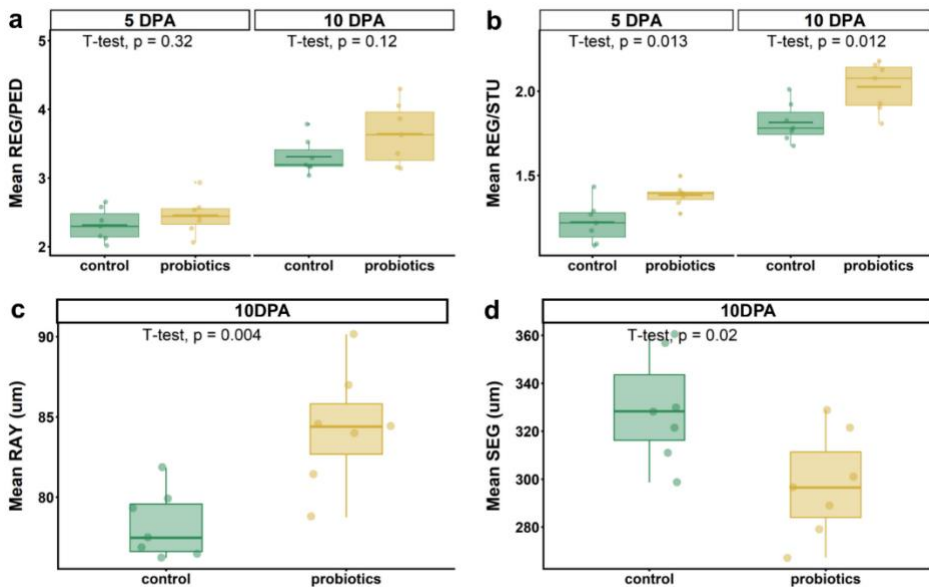 a
5 DPA
10 DPA
T-test, p = 0.32
T-test, p = 0.12
Mean REG/PED
5
4
3
2
control
probiotics
control
probiotics
b
5 DPA
10 DPA
T-test, p = 0.013
T-test, p = 0.012
Mean REG/STU
2.0
1.5
control
probiotics
control
probiotics
c
10DPA
T-test, p = 0.004
Mean RAY (um)
90
85
80
control
probiotics
d
10DPA
T-test, p = 0.02
Mean SEG (um)
360
340
320
300
280
control
probiotics